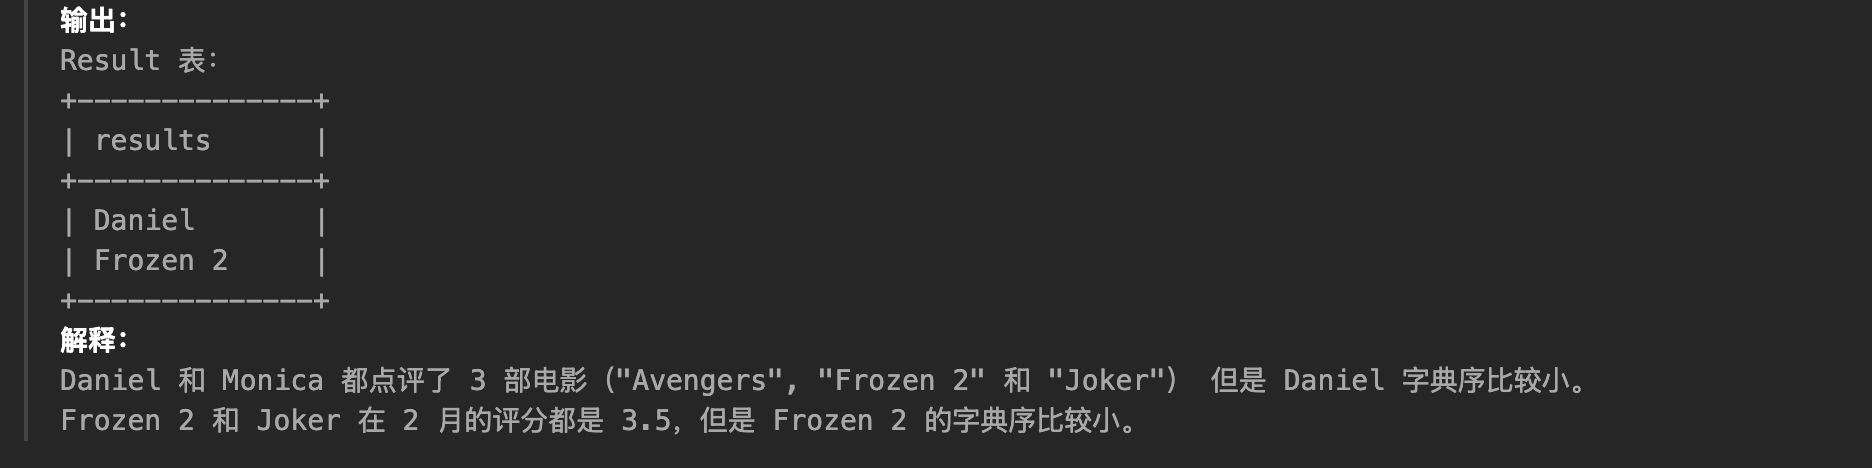 输出：
Result 表：
+--------------+
| results      |
+--------------+
| Daniel       |
| Frozen 2     |
+--------------+
解释：
Daniel 和 Monica 都点评了 3 部电影（"Avengers", "Frozen 2" 和 "Joker"） 但是 Daniel 字典序比较小。
Frozen 2 和 Joker 在 2 月的评分都是 3.5，但是 Frozen 2 的字典序比较小。